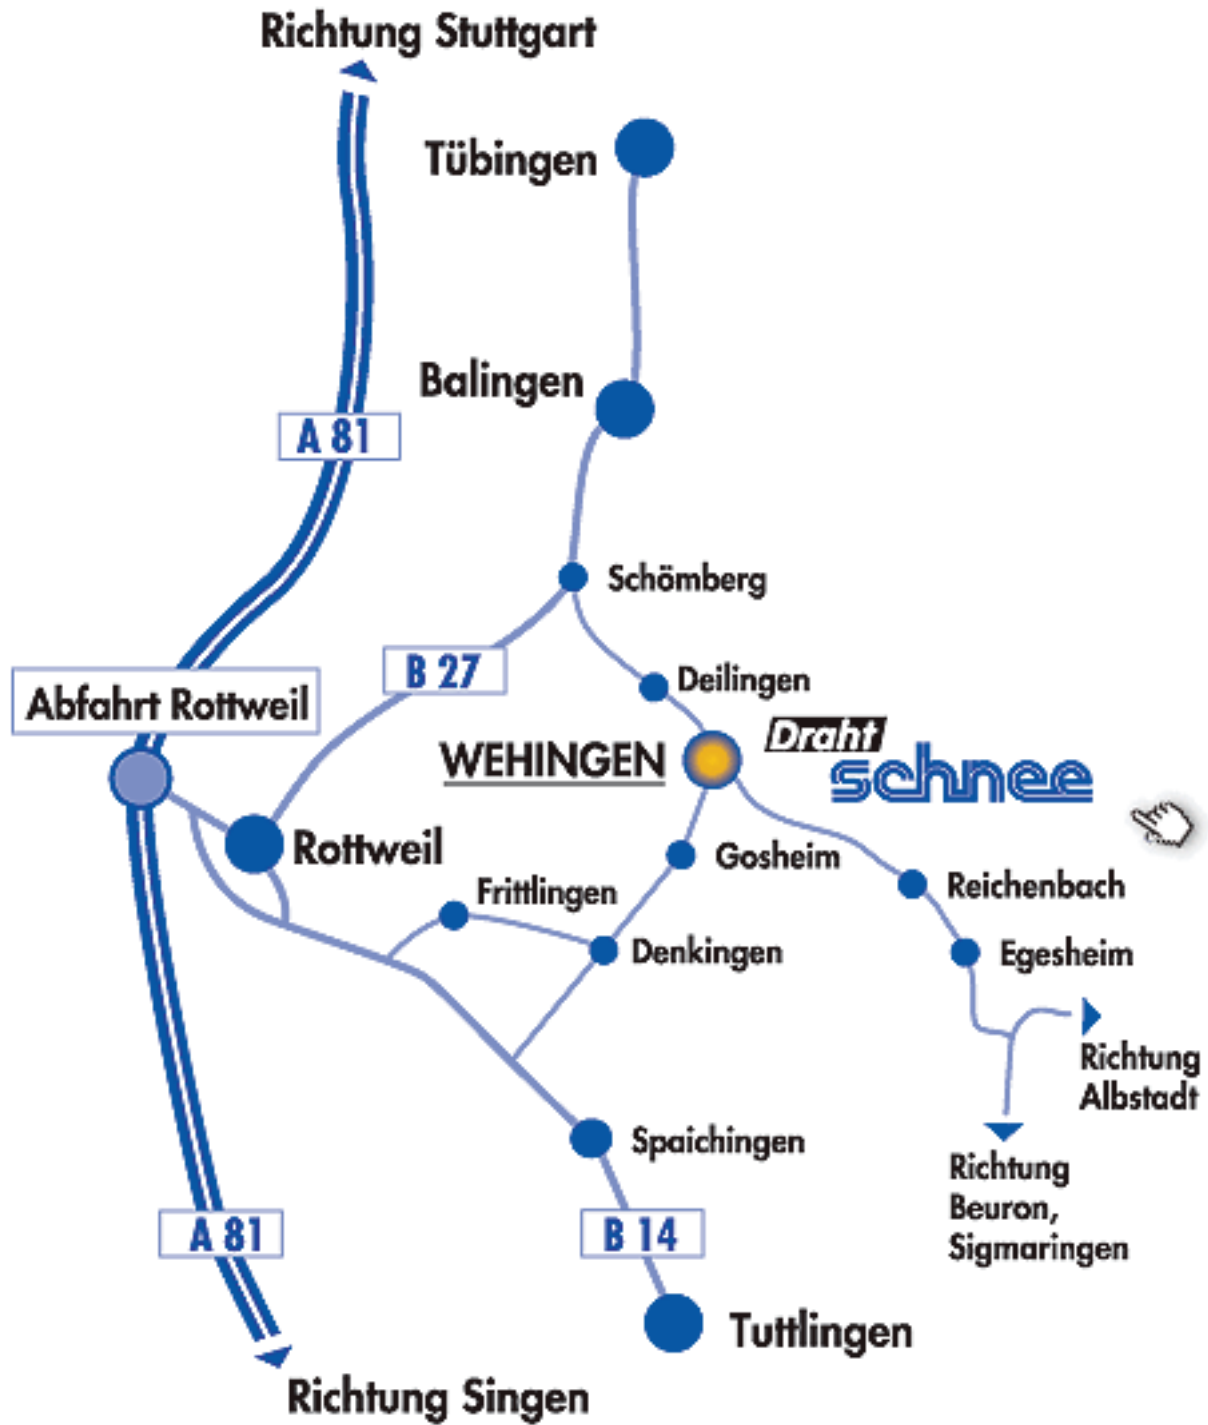 Richtung Stuttgart
Tübingen
Balingen
A 81
Schömberg
B 27
Deilingen
Abfahrt Rottweil
WEHINGEN
Draht
schnee
Rottweil
Gosheim
Frittlingen
Reichenbach
Denkingen
Egesheim
Richtung
Albstadt
Spaichingen
Richtung
Beuron,
Sigmaringen
A 81
B 14
Tuttlingen
Richtung Singen